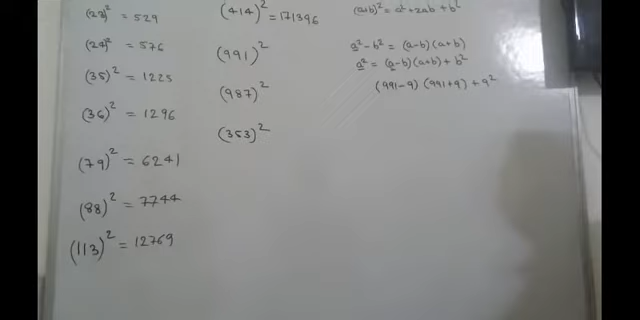 (23)² = 529
(24)² = 576
(35)² = 1225
(36)² = 1296
(79)² = 6241
(88)² = 7744
(113)² = 12769
(414)² = 171396
(991)²
(987)²
(353)²
(a+b)² = a² + 2ab + b²
a² - b² = (a-b)(a+b)
a² = (a-b)(a+b) + b²
(991-9)(991+9) + 9²